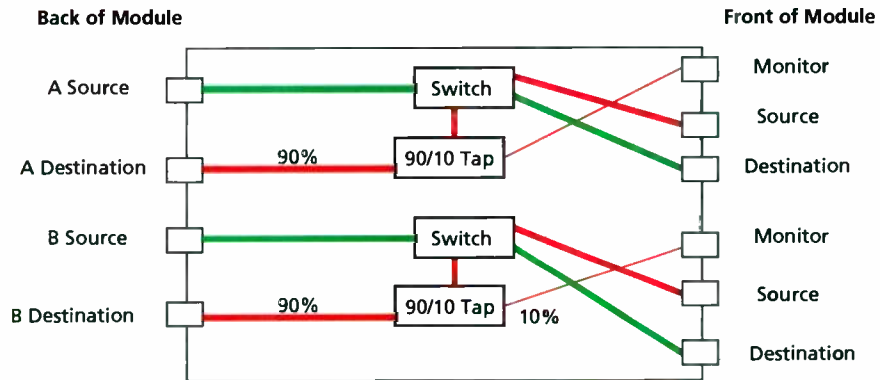 Back of Module
Front of Module
A Source
Switch
Monitor
Source
A Destination
90%
90/10 Tap
Destination
B Source
Switch
Monitor
Source
B Destination
90%
90/10 Tap
10%
Destination